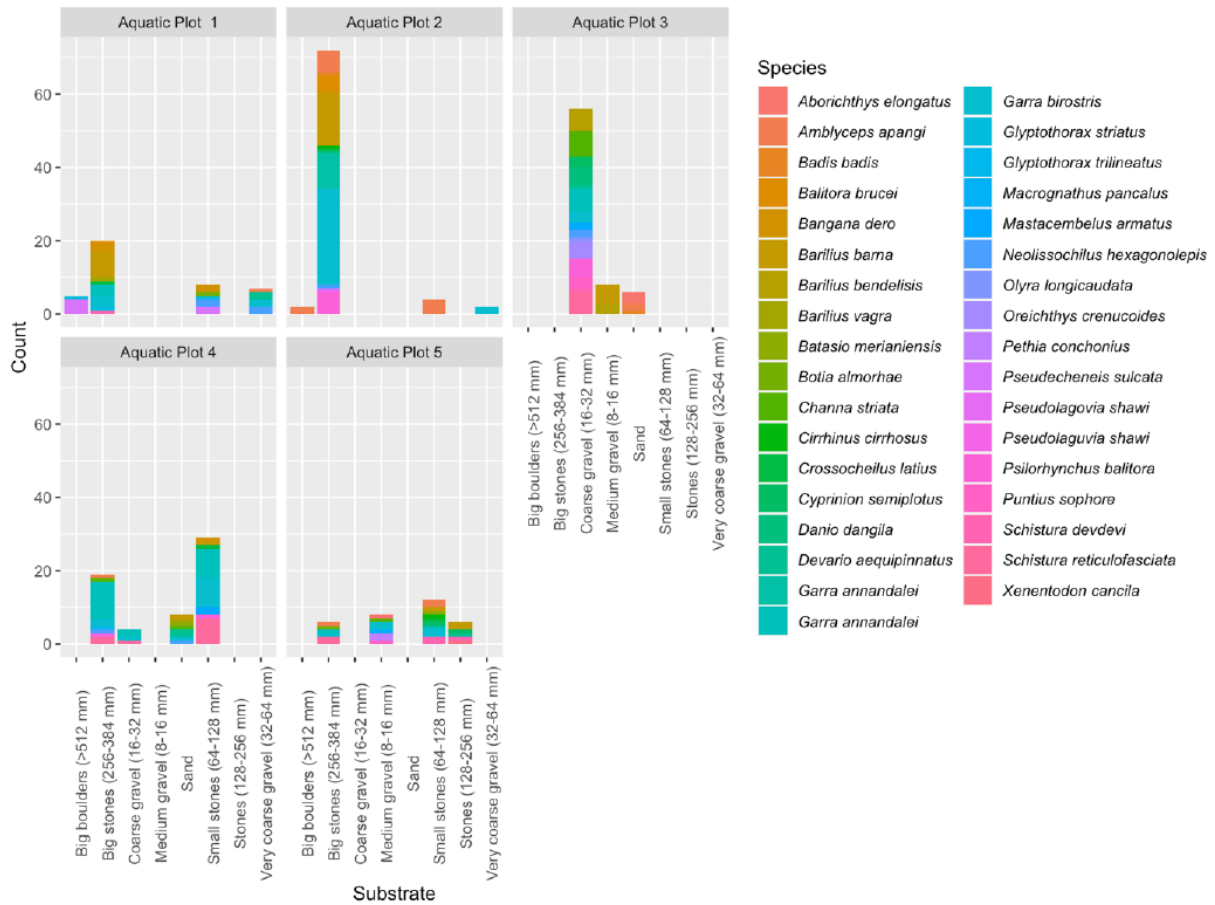 Aquatic Plot 1
Aquatic Plot 2
Aquatic Plot 3
60
40
20
0
Count
Aquatic Plot 4
Aquatic Plot 5
60
40
20
0
Big boulders (>512 mm)
Big stones (256-384 mm)
Coarse gravel (16-32 mm)
Medium gravel (8-16 mm)
Sand
Small stones (64-128 mm)
Stones (128-256 mm)
Very coarse gravel (32-64 mm)
Big boulders (>512 mm)
Big stones (256-384 mm)
Coarse gravel (16-32 mm)
Medium gravel (8-16 mm)
Sand
Small stones (64-128 mm)
Stones (128-256 mm)
Very coarse gravel (32-64 mm)
Big boulders (>512 mm)
Big stones (256-384 mm)
Coarse gravel (16-32 mm)
Medium gravel (8-16 mm)
Sand
Small stones (64-128 mm)
Stones (128-256 mm)
Very coarse gravel (32-64 mm)
Substrate
Species
Aborichthys elongatus
Amblyceps apangi
Badis badis
Balitora brucei
Bangana dero
Barilius barna
Barilius bendelisis
Barilius vagra
Batasio merianiensis
Botia almorhae
Channa striata
Cirrhinus cirrhosus
Crossocheilus latius
Cyprinion semiplotus
Danio dangila
Devario aequipinnatus
Garra annandalei
Garra annandalei
Garra birostris
Glyptothorax striatus
Glyptothorax trilineatus
Macrognathus pancalus
Mastacembelus armatus
Neolissochilus hexagonolepis
Olyra longicaudata
Oreichthys crenucoides
Pethia conchonius
Pseudecheneis sulcata
Pseudolagovia shawi
Pseudolaguvia shawi
Psilorhynchus balitora
Puntius sophore
Schistura devdevi
Schistura reticulofasciata
Xenentodon cancila